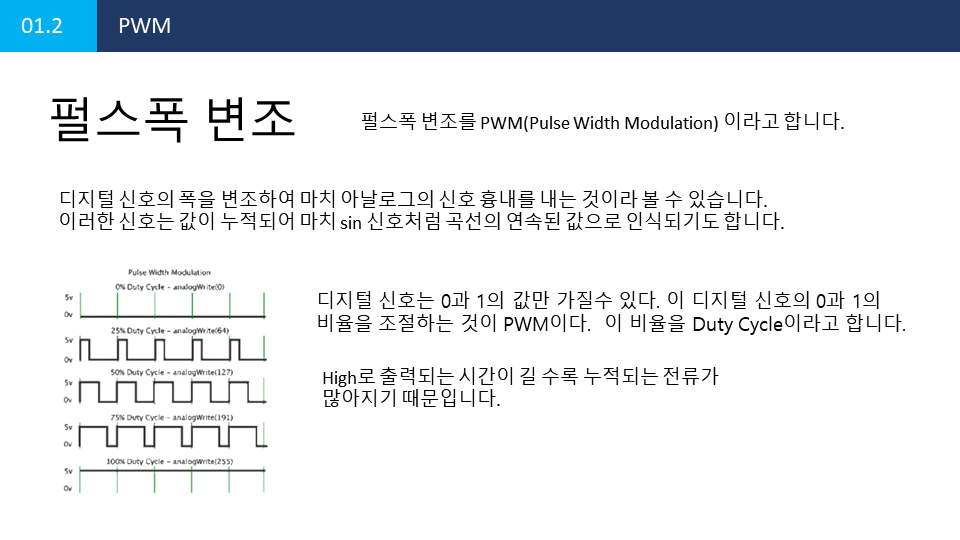 01.2 PWM
펄스폭 변조
펄스폭 변조를 PWM(Pulse Width Modulation) 이라고 합니다.
디지털 신호의 폭을 변조하여 마치 아날로그의 신호 흉내를 내는 것이라 볼 수 있습니다.
이러한 신호는 값이 누적되어 마치 sin 신호처럼 곡선의 연속된 값으로 인식되기도 합니다.
Pulse Width Modulation
0% Duty Cycle - analogWrite(0)
5v
0v
25% Duty Cycle - analogWrite(64)
5v
0v
50% Duty Cycle - analogWrite(127)
5v
0v
75% Duty Cycle - analogWrite(191)
5v
0v
100% Duty Cycle - analogWrite(255)
5v
0v
디지털 신호는 0과 1의 값만 가질수 있다. 이 디지털 신호의 0과 1의
비율을 조절하는 것이 PWM이다. 이 비율을 Duty Cycle이라고 합니다.
High로 출력되는 시간이 길 수록 누적되는 전류가
많아지기 때문입니다.